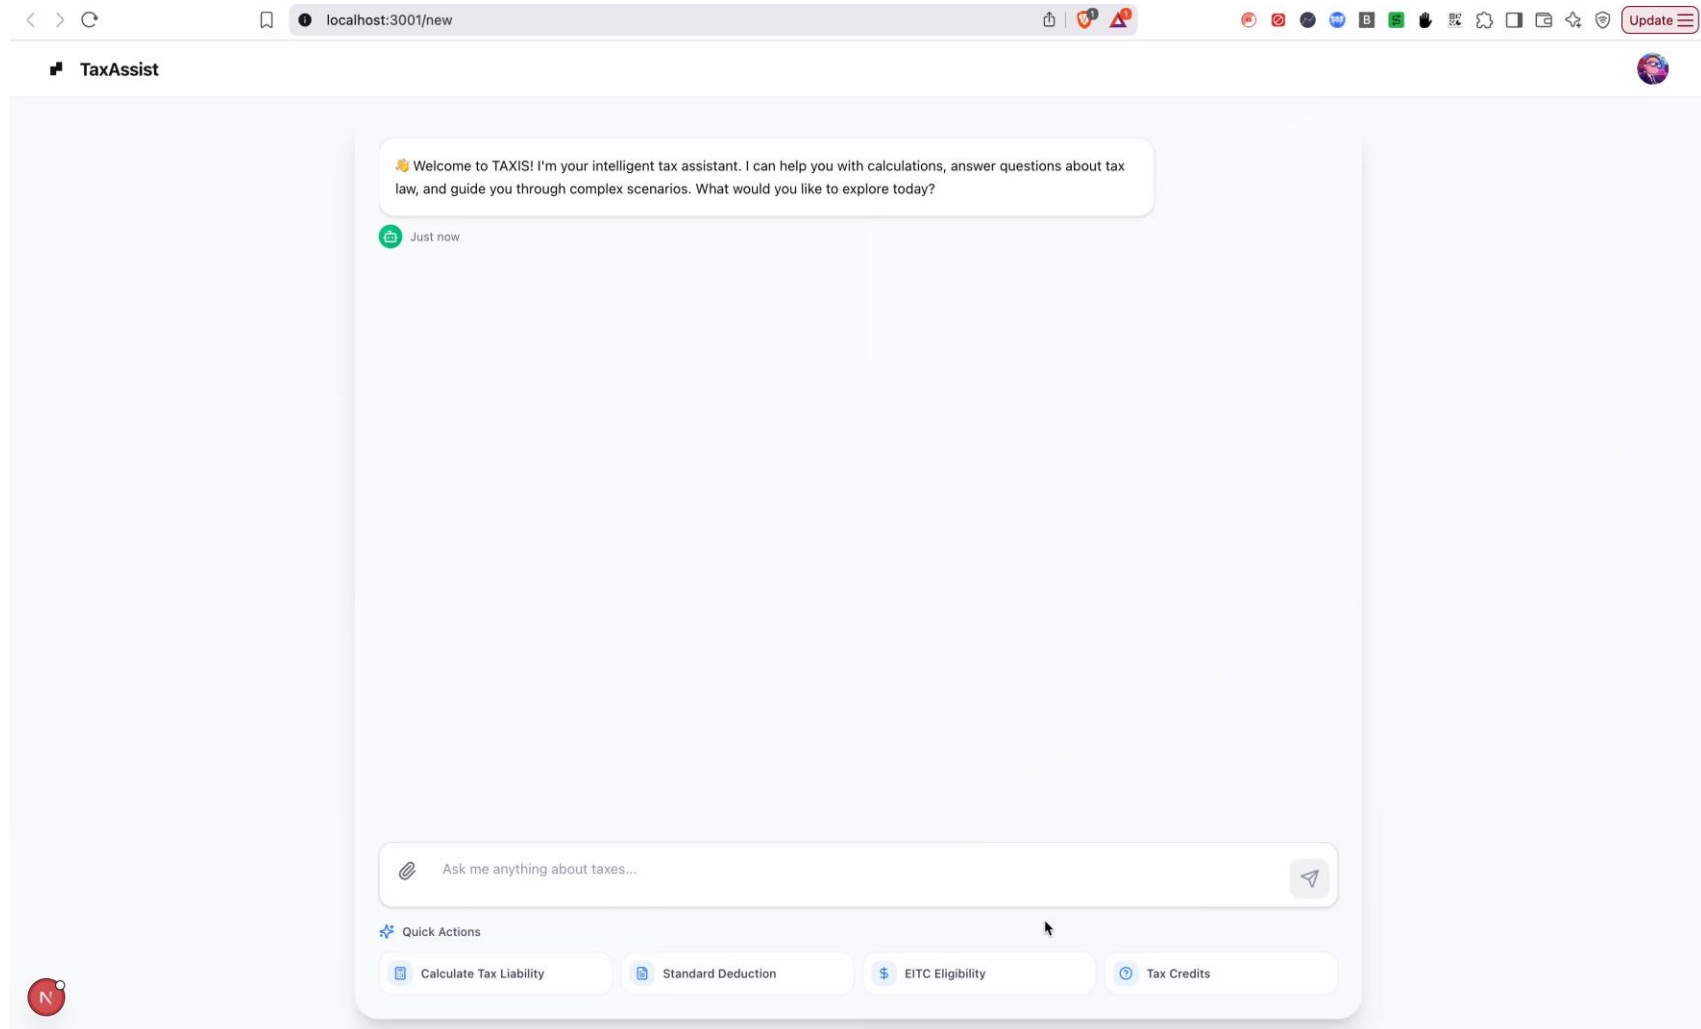 localhost:3001/new
1
1
B
S
Update
TaxAssist
👋 Welcome to TAXIS! I'm your intelligent tax assistant. I can help you with calculations, answer questions about tax
law, and guide you through complex scenarios. What would you like to explore today?
Just now
Ask me anything about taxes...
Quick Actions
Calculate Tax Liability
Standard Deduction
$ EITC Eligibility
? Tax Credits
N